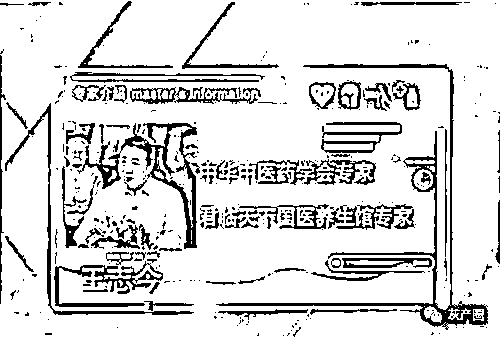 专家介绍 master's information
中华中医药学会专家
君临天下国医养生馆专家
王志令
灰产圈